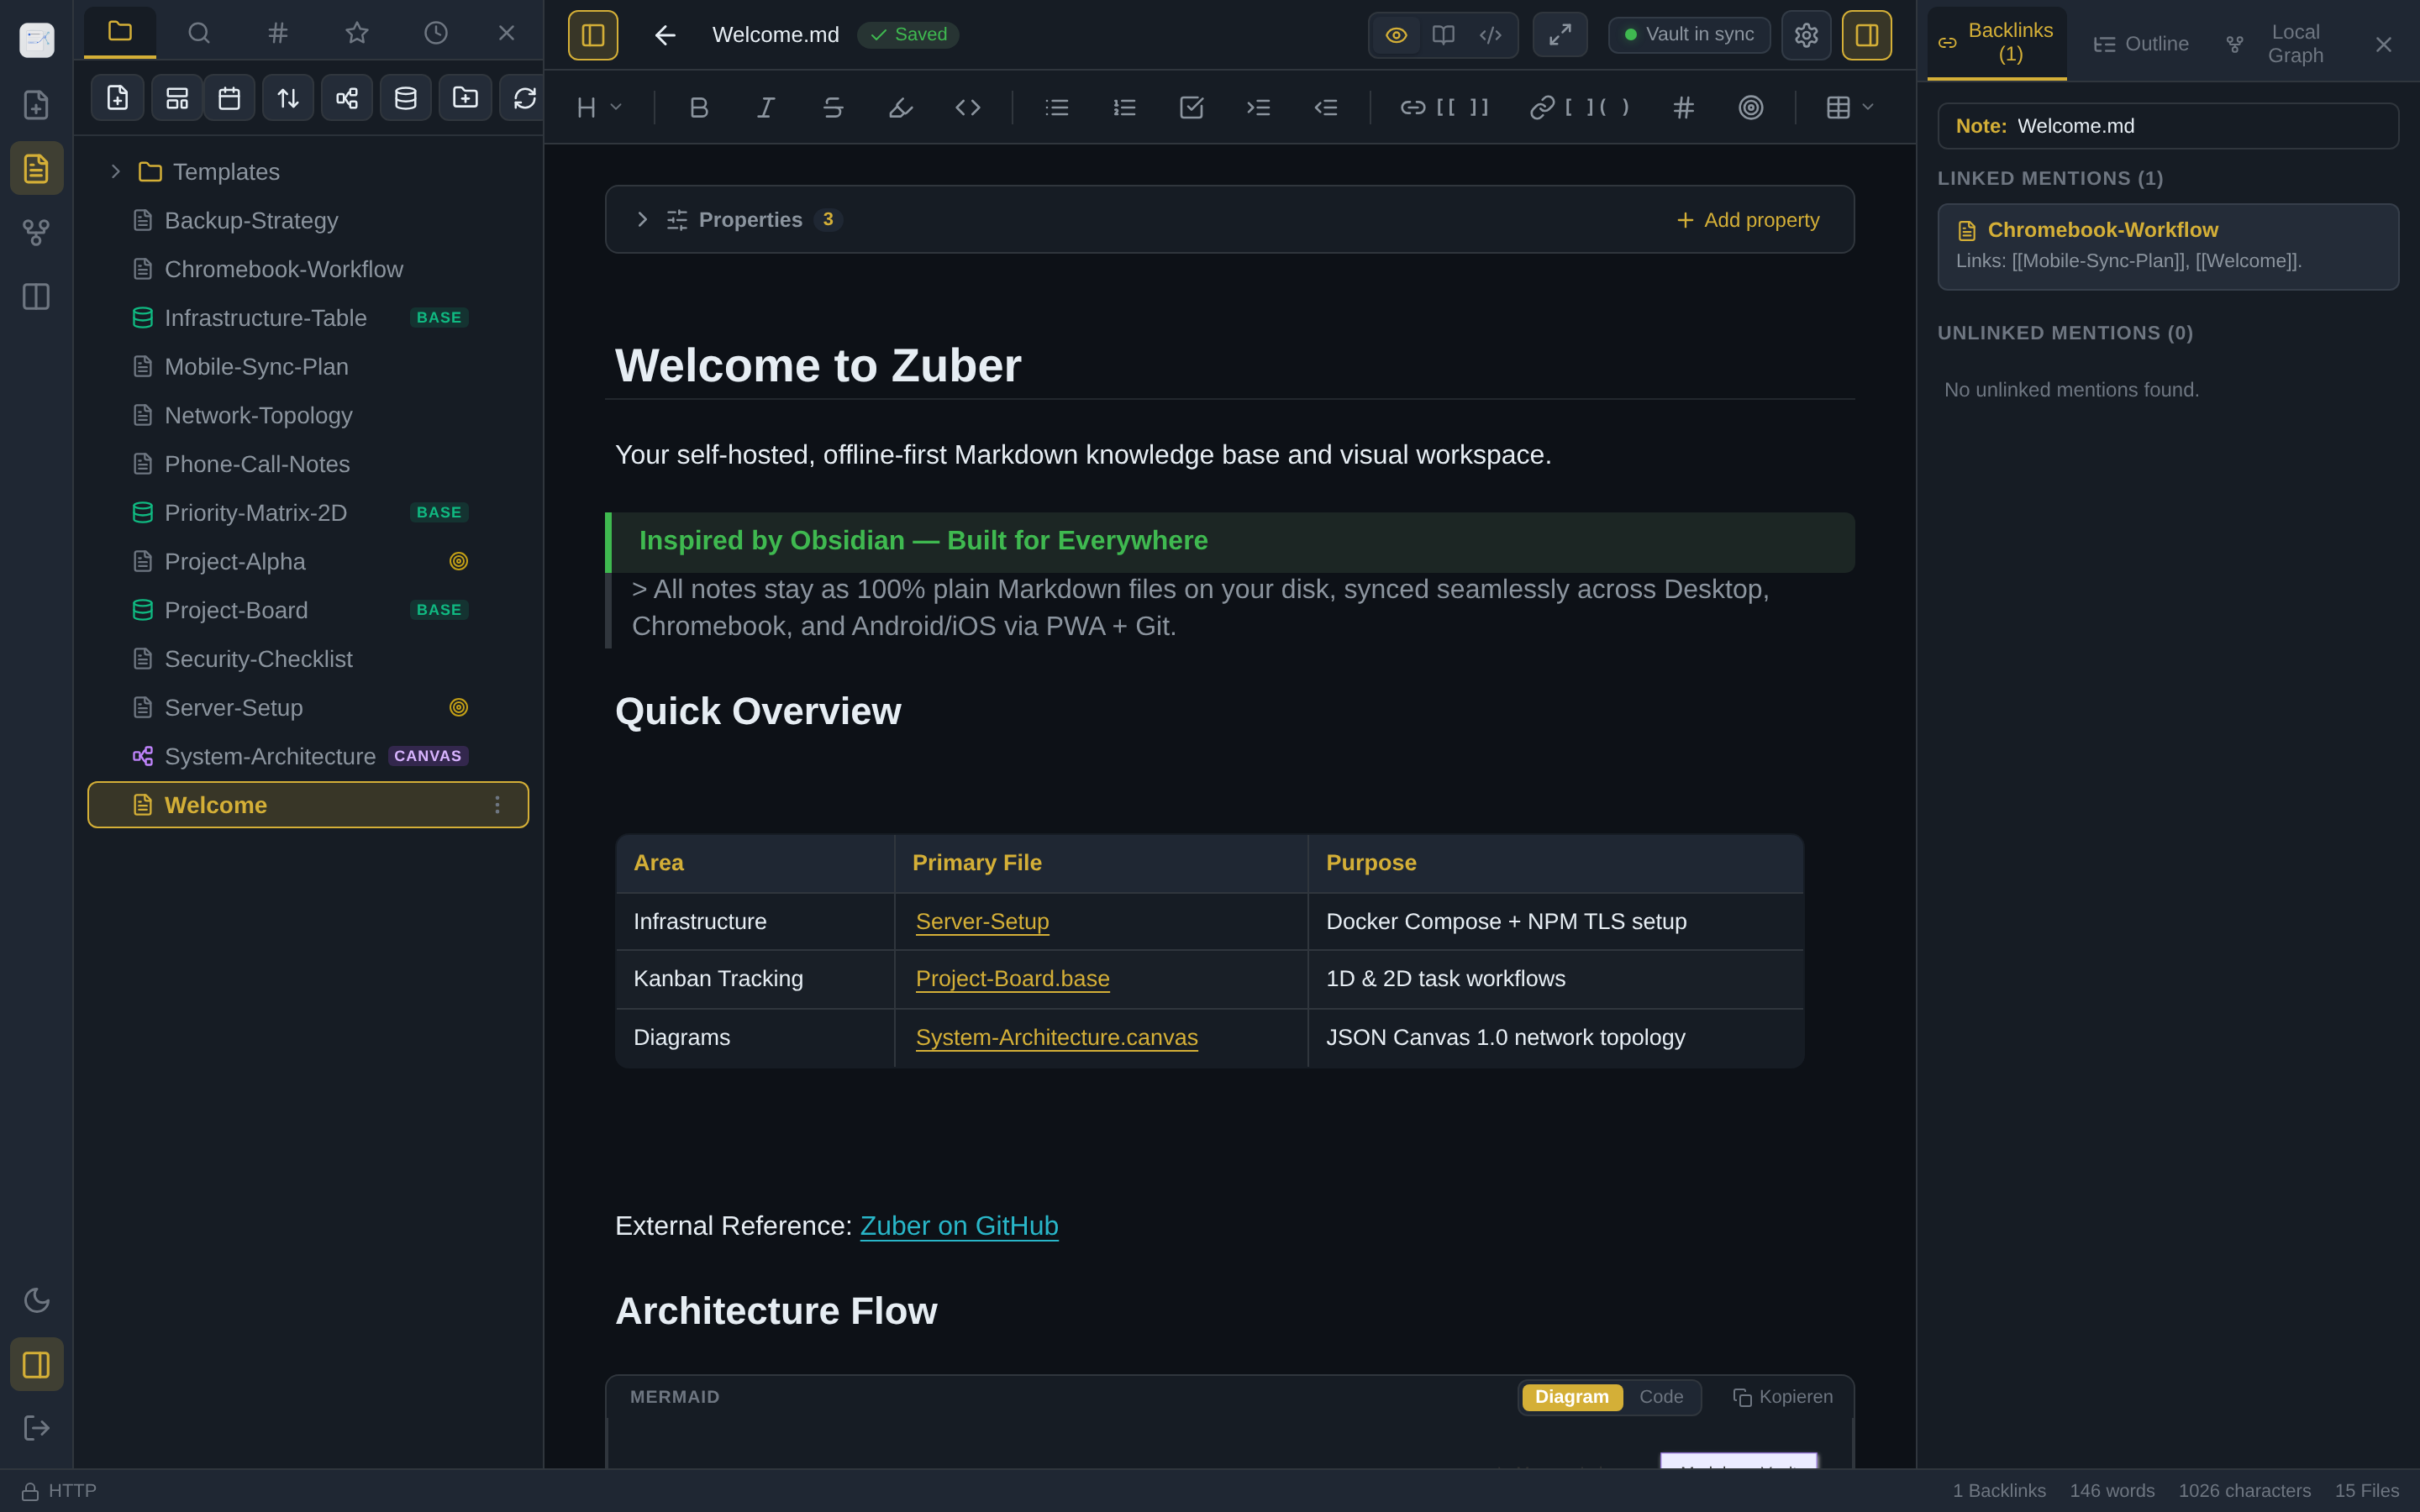 Welcome.md
Saved
Vault in sync
Backlinks
(1)
Outline
Local
Graph
H
[[ ]]
[ ]( )
Templates
Backup-Strategy
Chromebook-Workflow
Infrastructure-Table BASE
Mobile-Sync-Plan
Network-Topology
Phone-Call-Notes
Priority-Matrix-2D BASE
Project-Alpha
Project-Board BASE
Security-Checklist
Server-Setup
System-Architecture CANVAS
Welcome
Properties 3
Add property
Welcome to Zuber
Your self-hosted, offline-first Markdown knowledge base and visual workspace.
Inspired by Obsidian — Built for Everywhere
> All notes stay as 100% plain Markdown files on your disk, synced seamlessly across Desktop,
Chromebook, and Android/iOS via PWA + Git.
Quick Overview
Area Primary File Purpose
Infrastructure Server-Setup Docker Compose + NPM TLS setup
Kanban Tracking Project-Board.base 1D & 2D task workflows
Diagrams System-Architecture.canvas JSON Canvas 1.0 network topology
External Reference: Zuber on GitHub
Architecture Flow
MERMAID
Diagram Code
Kopieren
Note: Welcome.md
LINKED MENTIONS (1)
Chromebook-Workflow
Links: [[Mobile-Sync-Plan]], [[Welcome]].
UNLINKED MENTIONS (0)
No unlinked mentions found.
HTTP
1 Backlinks 146 words 1026 characters 15 Files